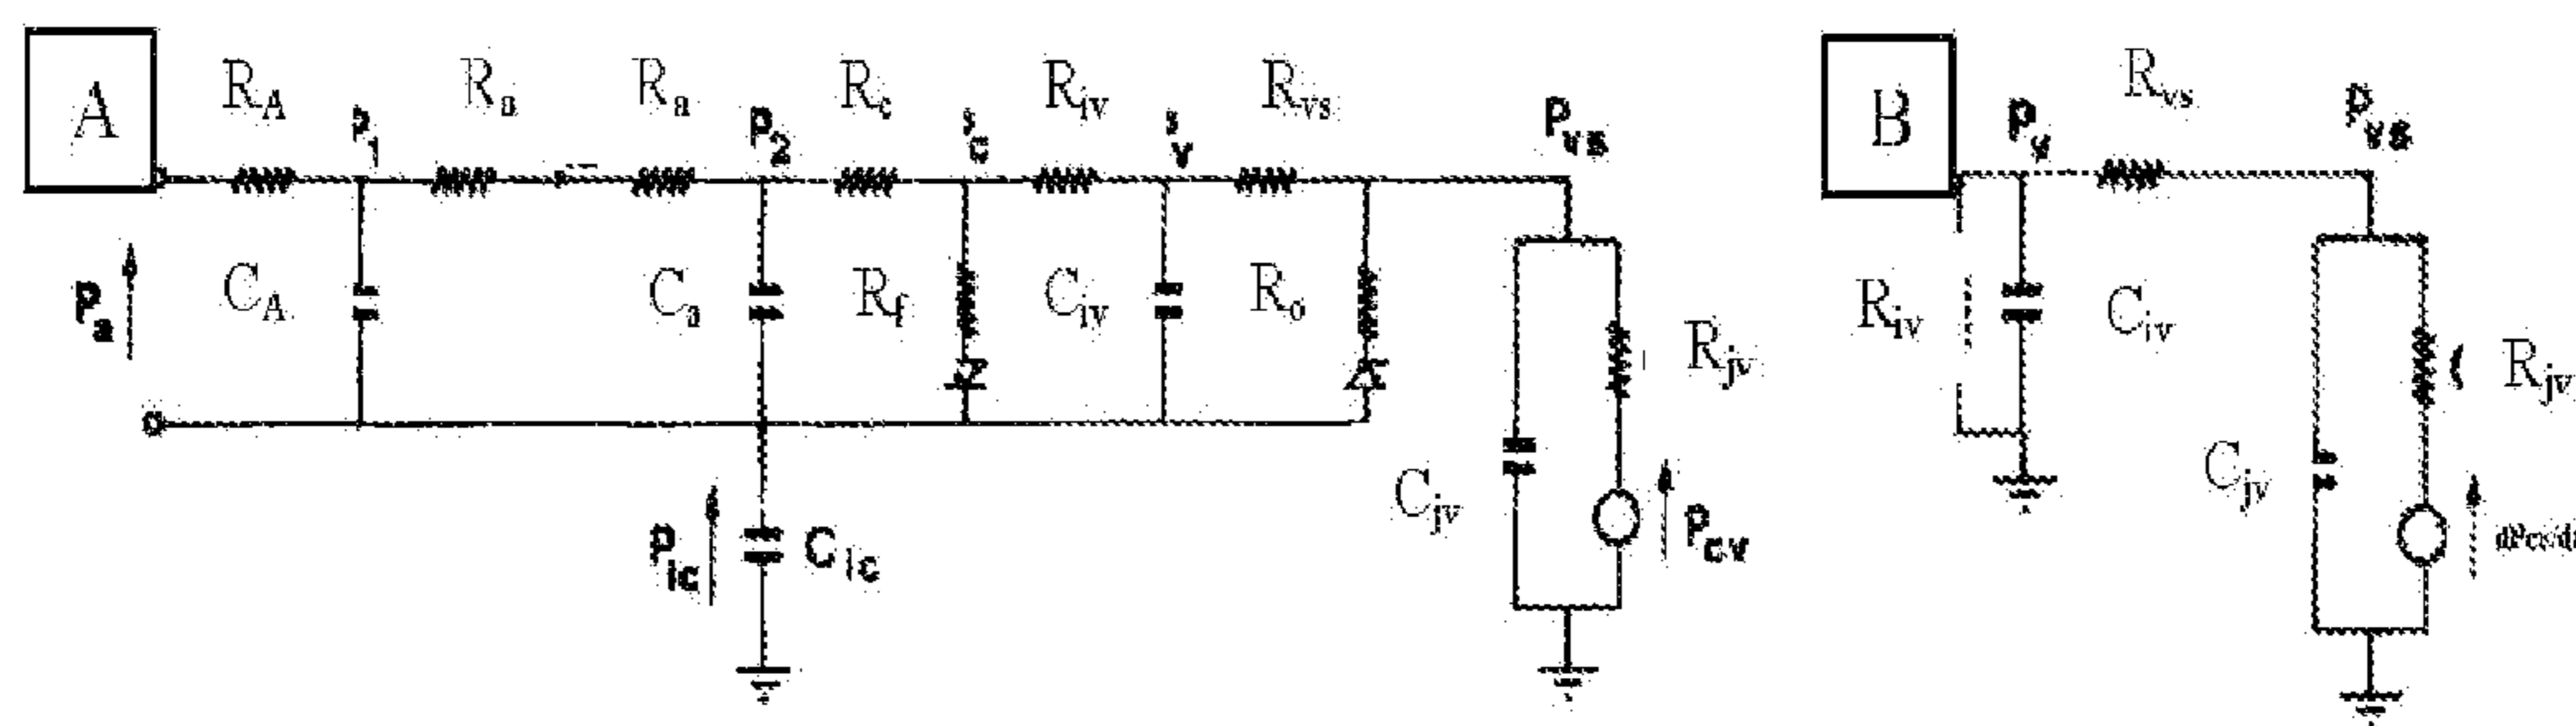 A
R_A
R_a
R_a
R_c
R_iv
R_vs
P_1
P_2
P_vs
P_a
C_A
C_a
R_f
C_iv
R_o
R_jv
C_jv
P_cv
P_ic
C_ic
B
P_v
R_vs
P_vs
R_iv
C_iv
R_jv
C_jv